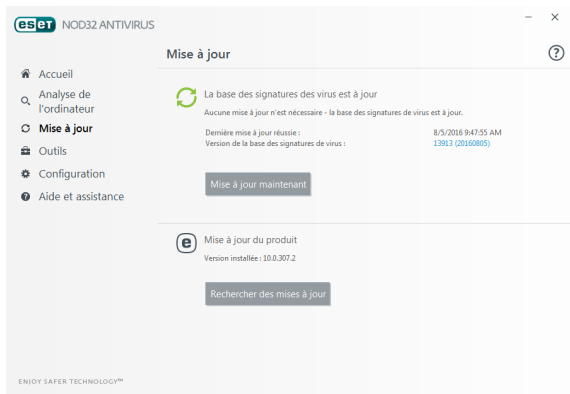 eset NOD32 ANTIVIRUS
Mise à jour
Accueil
Analyse de
l'ordinateur
Mise à jour
Outils
Configuration
Aide et assistance
La base des signatures des virus est à jour
Aucune mise à jour n'est nécessaire - la base des signatures de virus est à jour.
Dernière mise à jour réussie : 8/5/2016 9:47:55 AM
Version de la base des signatures de virus : 13913 (20160805)
Mise à jour maintenant
Mise à jour du produit
Version installée : 10.0.307.2
Rechercher des mises à jour
ENJOY SAFER TECHNOLOGY™